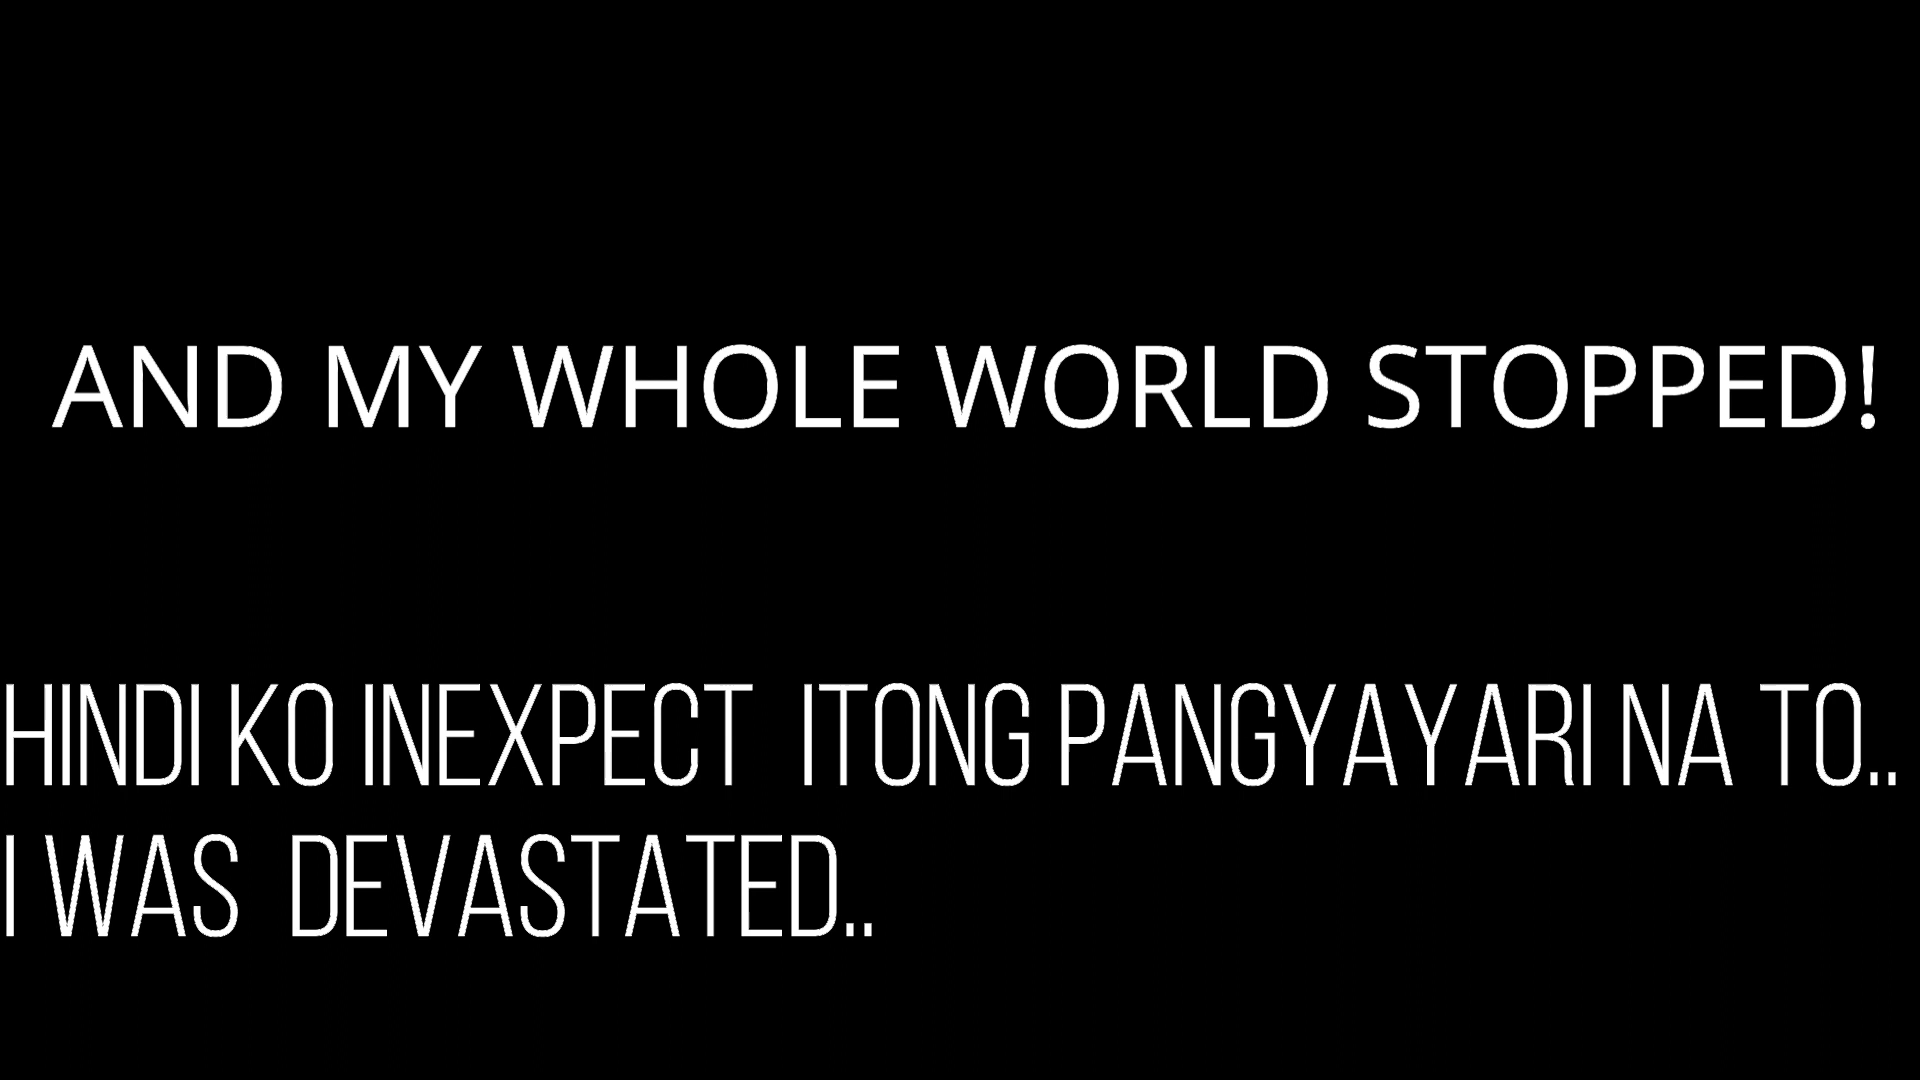 AND MY WHOLE WORLD STOPPED!
HINDI KO INEXPECT ITONG PANGYAYARI NA TO..
I WAS DEVASTATED..